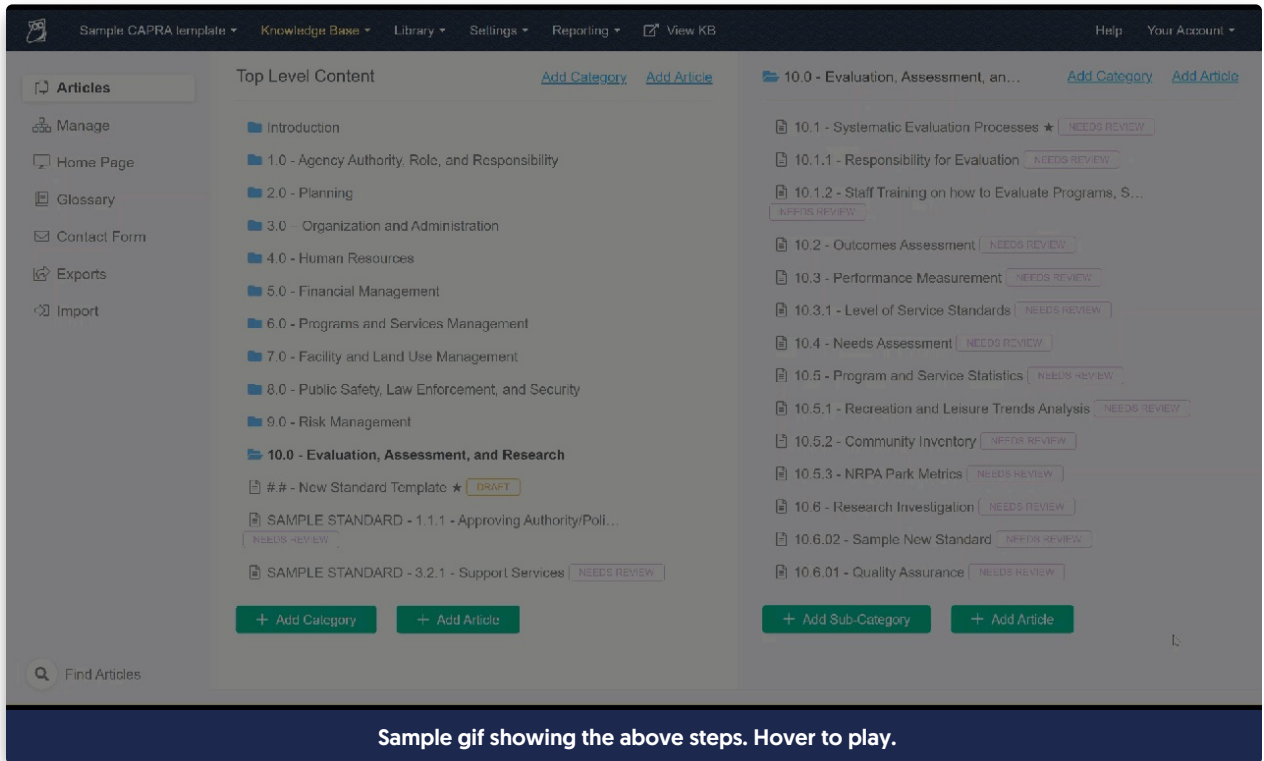 Sample CAPRA template Knowledge Base Library Settings Reporting View KB Help Your Account
Articles
Manage
Home Page
Glossary
Contact Form
Exports
Import
Find Articles
Top Level Content Add Category Add Article
Introduction
1.0 - Agency Authority, Role, and Responsibility
2.0 - Planning
3.0 - Organization and Administration
4.0 - Human Resources
5.0 - Financial Management
6.0 - Programs and Services Management
7.0 - Facility and Land Use Management
8.0 - Public Safety, Law Enforcement, and Security
9.0 - Risk Management
10.0 - Evaluation, Assessment, and Research
#.# - New Standard Template ★ DRAFT
SAMPLE STANDARD - 1.1.1 - Approving Authority/Poli...
NEEDS REVIEW
SAMPLE STANDARD - 3.2.1 - Support Services NEEDS REVIEW
+ Add Category + Add Article
10.0 - Evaluation, Assessment, an... Add Category Add Article
10.1 - Systematic Evaluation Processes ★ NEEDS REVIEW
10.1.1 - Responsibility for Evaluation NEEDS REVIEW
10.1.2 - Staff Training on how to Evaluate Programs, S...
NEEDS REVIEW
10.2 - Outcomes Assessment NEEDS REVIEW
10.3 - Performance Measurement NEEDS REVIEW
10.3.1 - Level of Service Standards NEEDS REVIEW
10.4 - Needs Assessment NEEDS REVIEW
10.5 - Program and Service Statistics NEEDS REVIEW
10.5.1 - Recreation and Leisure Trends Analysis NEEDS REVIEW
10.5.2 - Community Inventory NEEDS REVIEW
10.5.3 - NRPA Park Metrics NEEDS REVIEW
10.6 - Research Investigation NEEDS REVIEW
10.6.02 - Sample New Standard NEEDS REVIEW
10.6.01 - Quality Assurance NEEDS REVIEW
+ Add Sub-Category + Add Article
Sample gif showing the above steps. Hover to play.